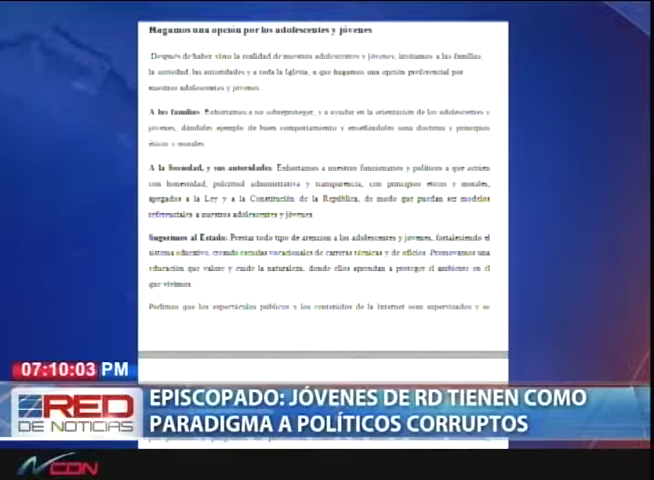 Hagamos una opción por los adolescentes y jóvenes
Después de haber visto la realidad de nuestros adolescentes y jóvenes, invitamos a las familias,
la sociedad, las autoridades y a toda la Iglesia, a que hagamos una opción preferencial por
nuestros adolescentes y jóvenes.
A las familias: Exhortamos a no sobreproteger, y a ayudar en la orientación de los adolescentes y
jóvenes, dándoles ejemplo de buen comportamiento y enseñándoles sana doctrina y principios
éticos y morales.
A la Sociedad, y sus autoridades: Exhortamos a nuestros funcionarios y políticos a que actúen
con honestidad, pulcritud administrativa y transparencia, con principios éticos y morales,
apegados a la Ley y a la Constitución de la República, de modo que puedan ser modelos
referenciales a nuestros adolescentes y jóvenes.
Sugerimos al Estado: Prestar todo tipo de atención a los adolescentes y jóvenes, fortaleciendo el
sistema educativo, creando escuelas vocacionales de carreras técnicas y de oficios. Promovamos una
educación que valore y cuide la naturaleza, donde ellos aprendan a proteger el ambiente en el
que vivimos.
Pedimos que los espectáculos públicos y los contenidos de la Internet sean supervisados y se
07:10:03 PM
RED
DE NOTICIAS
EPISCOPADO: JÓVENES DE RD TIENEN COMO
PARADIGMA A POLÍTICOS CORRUPTOS
CDN